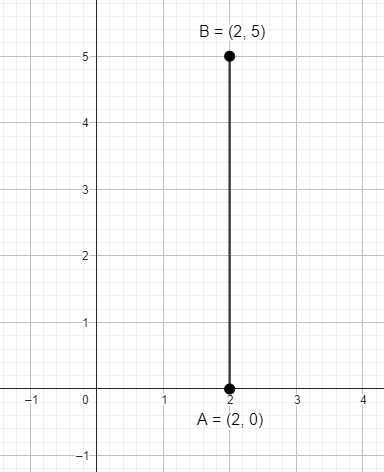 B = (2, 5)
5
4
3
2
1
–1 0 1 2 3 4
A = (2, 0)
–1